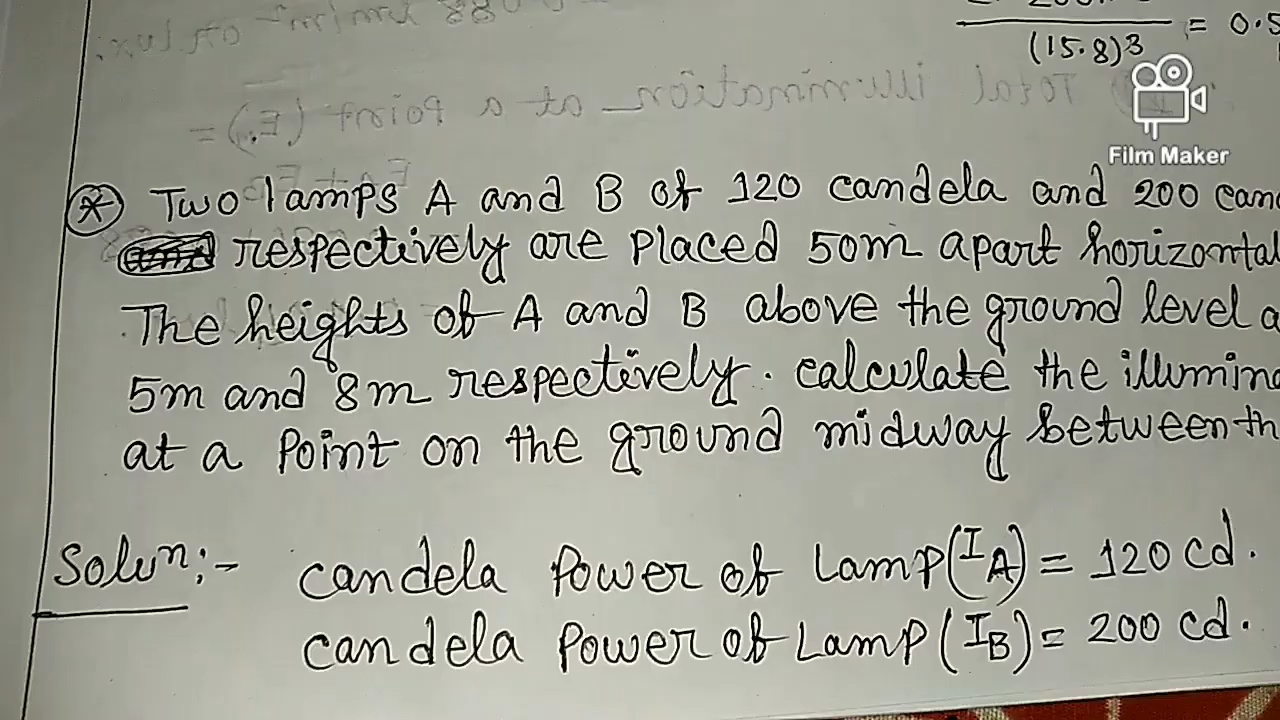 (15.8)3 = 0.5
Film Maker
Two lamps A and B of 120 candela and 200 can
respectively are placed 50m apart horizontal
The heights of A and B above the ground level a
5m and 8m respectively. calculate the illumina
at a Point on the ground midway between th
Solun:- candela Power of Lamp(IA) = 120 cd.
candela Power of Lamp (IB) = 200 cd.